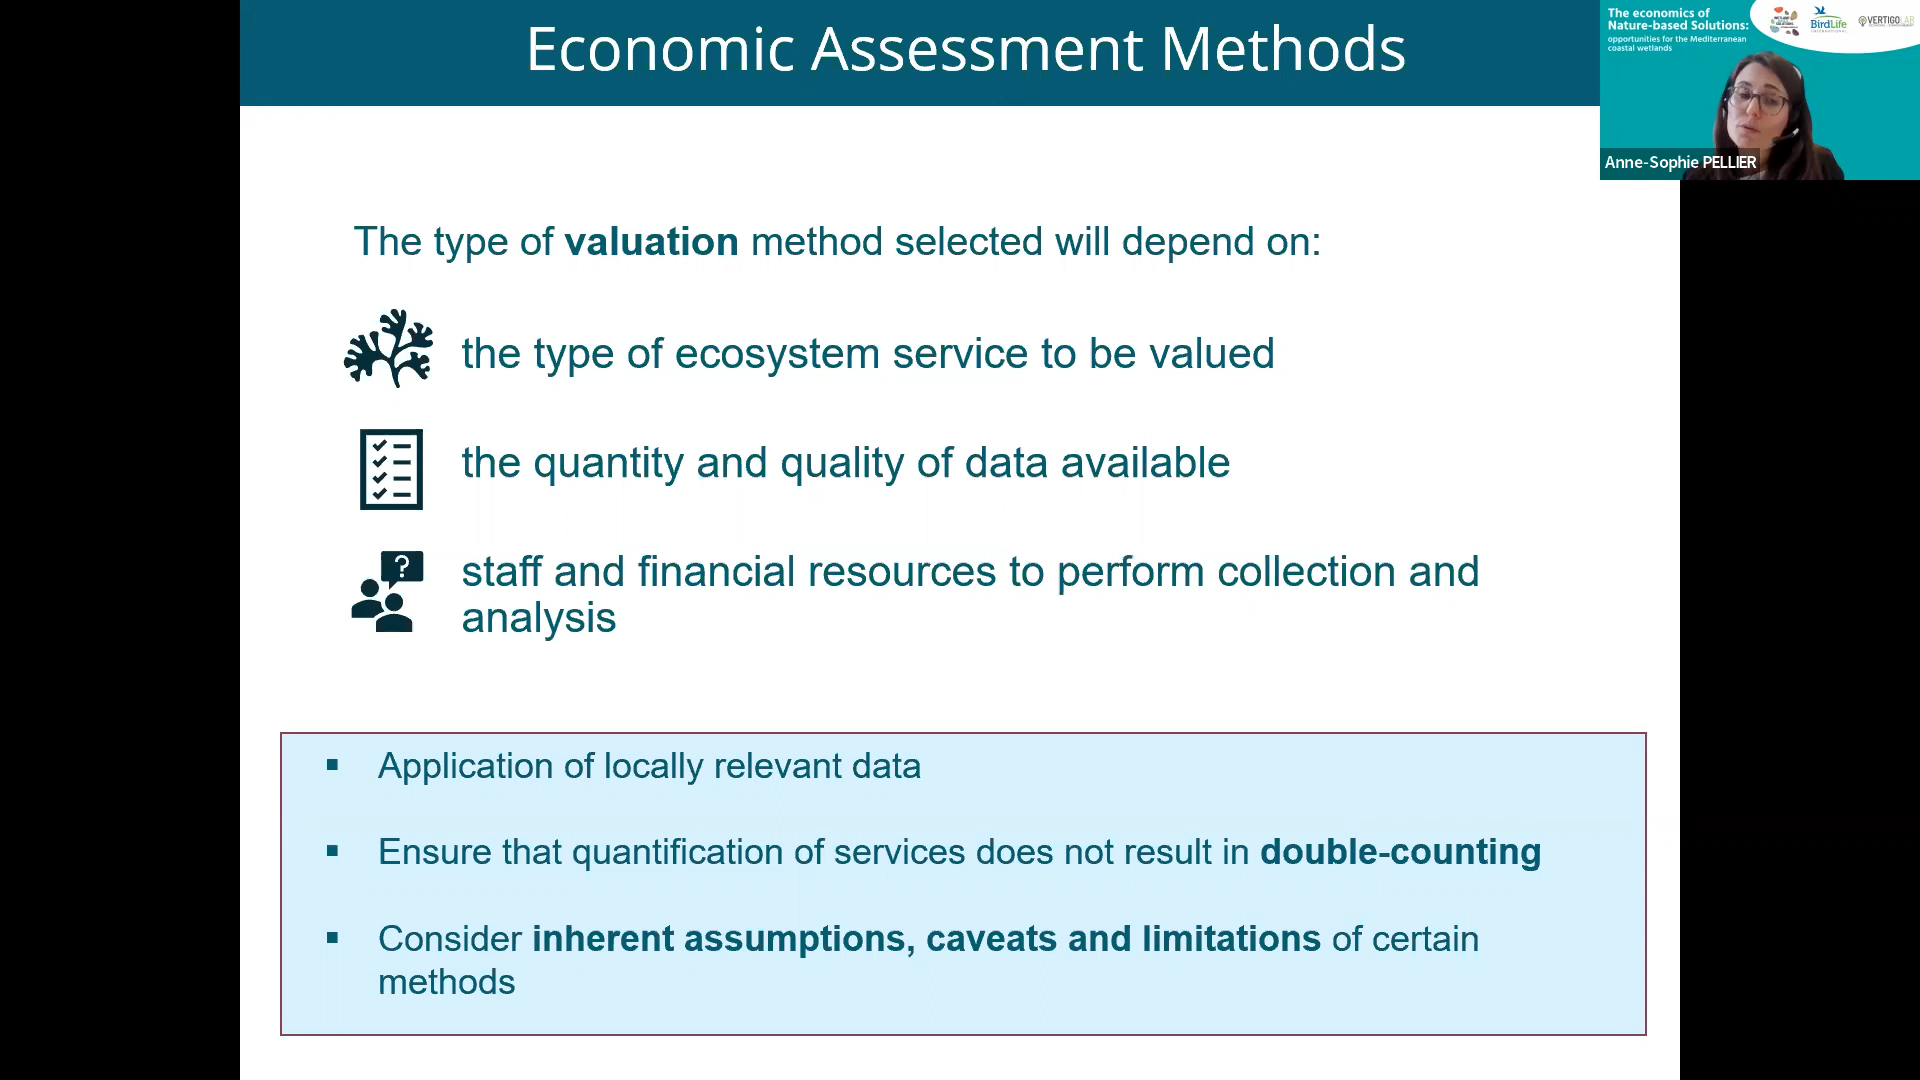 Economic Assessment Methods
The economics of
Nature-based Solutions:
opportunities for the Mediterranean
coastal wetlands
BirdLife
INTERNATIONAL
VERTIGOLAB
Anne-Sophie PELLIER
The type of valuation method selected will depend on:
the type of ecosystem service to be valued
the quantity and quality of data available
?
staff and financial resources to perform collection and
analysis
▪ Application of locally relevant data
▪ Ensure that quantification of services does not result in double-counting
▪ Consider inherent assumptions, caveats and limitations of certain
methods